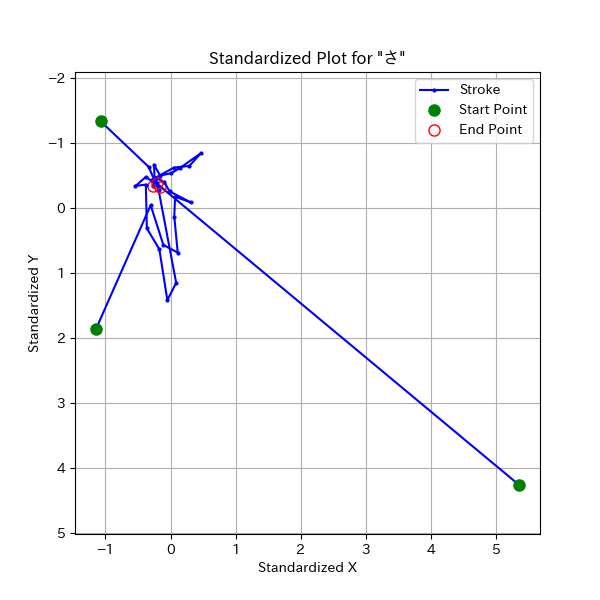 Standardized Plot for "さ"
Stroke
Start Point
End Point
−2
−1
0
1
2
3
4
5
Standardized Y
−1
0
1
2
3
4
5
Standardized X